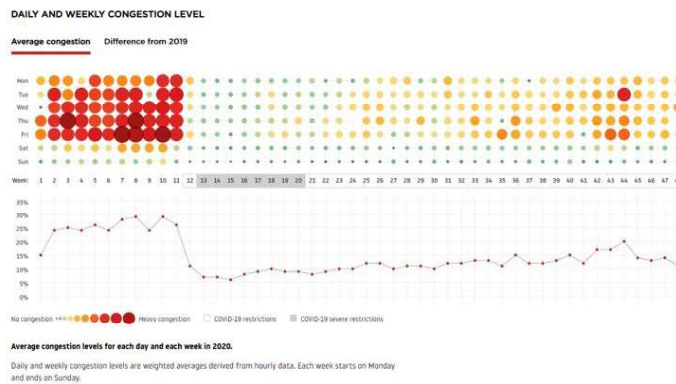 DAILY AND WEEKLY CONGESTION LEVEL
Average congestion Difference from 2019
Mon
Tue
Wed
Thu
Fri
Sat
Sun
Week: 1 2 3 4 5 6 7 8 9 10 11 12 13 14 15 16 17 18 19 20 21 22 23 24 25 26 27 28 29 30 31 32 33 34 35 36 37 38 39 40 41 42 43 44 45 46 47
35%
30%
25%
20%
15%
10%
5%
0%
No congestion Heavy congestion COVID-19 restrictions COVID-19 severe restrictions
Average congestion levels for each day and each week in 2020.
Daily and weekly congestion levels are weighted averages derived from hourly data. Each week starts on Monday
and ends on Sunday.